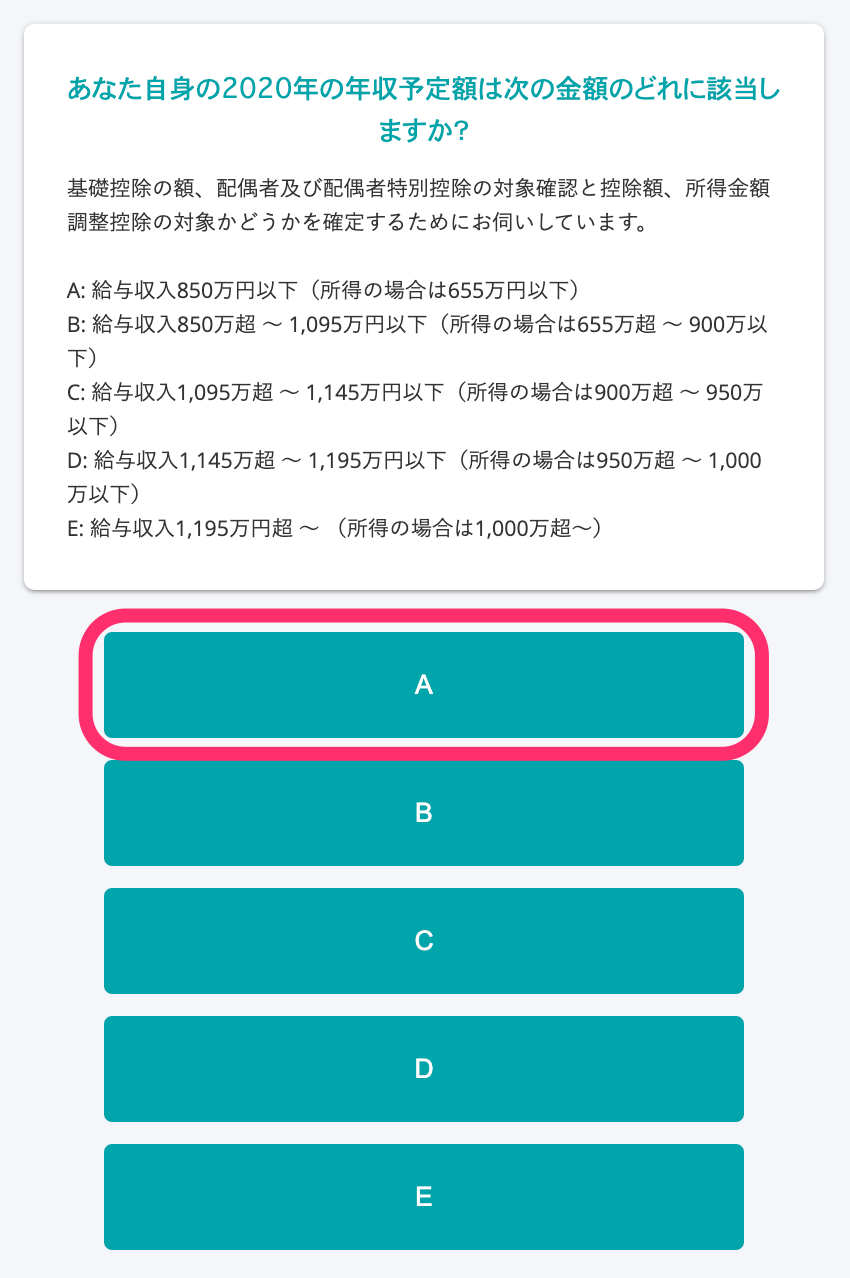 あなた自身の2020年の年収予定額は次の金額のどれに該当し
ますか?
基礎控除の額、配偶者及び配偶者特別控除の対象確認と控除額、所得金額
調整控除の対象かどうかを確定するためにお伺いしています。
A: 給与収入850万円以下（所得の場合は655万円以下）
B: 給与収入850万超 〜 1,095万円以下（所得の場合は655万超 〜 900万以
下）
C: 給与収入1,095万超 〜 1,145万円以下（所得の場合は900万超 〜 950万
以下）
D: 給与収入1,145万超 〜 1,195万円以下（所得の場合は950万超 〜 1,000
万以下）
E: 給与収入1,195万円超 〜 （所得の場合は1,000万超〜）
A
B
C
D
E